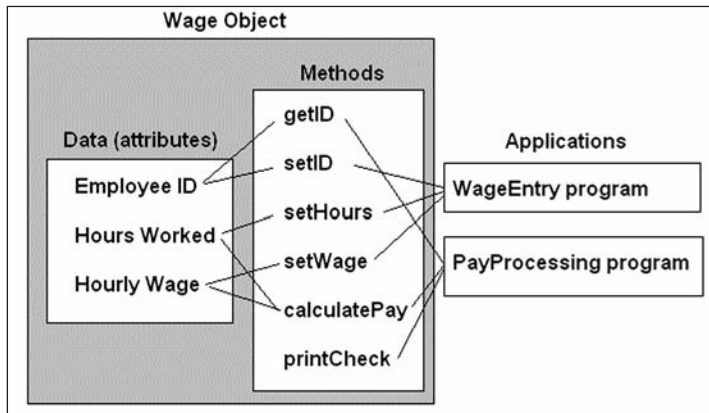 Wage Object
Data (attributes)
Employee ID
Hours Worked
Hourly Wage
Methods
getID
setID
setHours
setWage
calculatePay
printCheck
Applications
WageEntry program
PayProcessing program